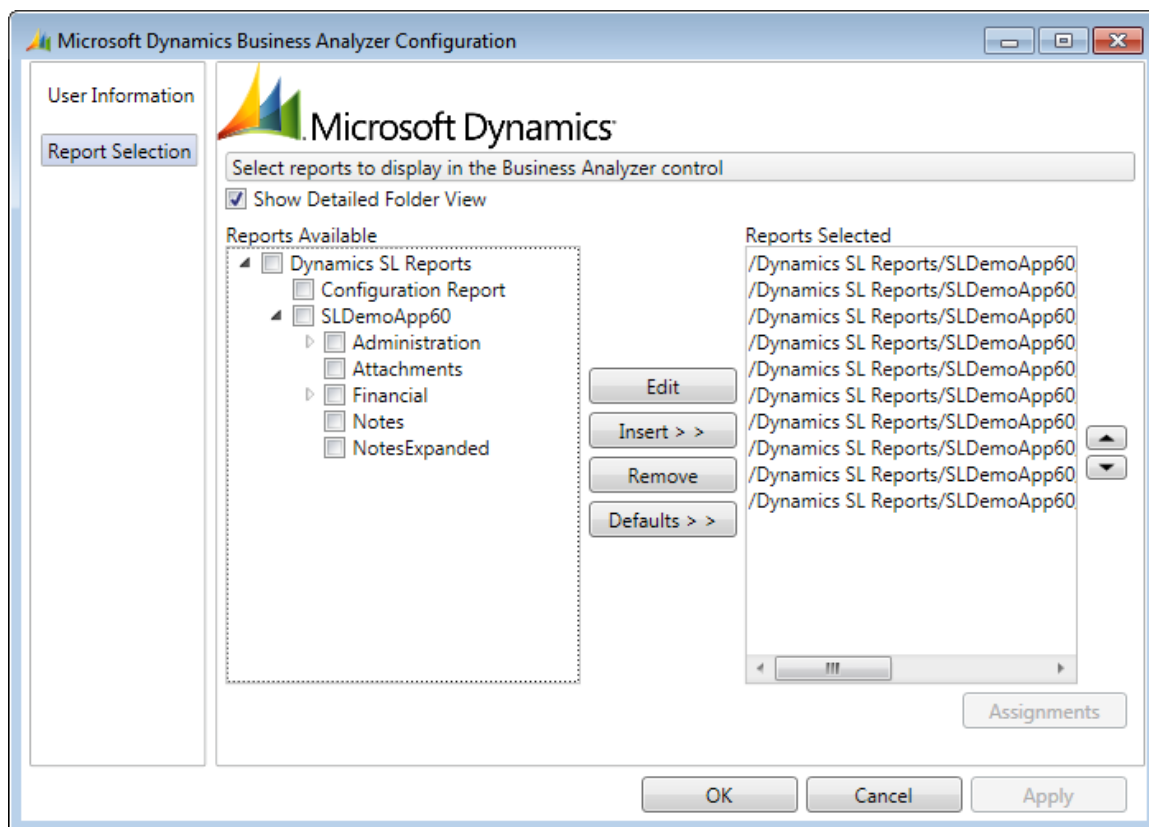 Microsoft Dynamics Business Analyzer Configuration
User Information
Report Selection
Microsoft Dynamics
Select reports to display in the Business Analyzer control
Show Detailed Folder View
Reports Available
Dynamics SL Reports
Configuration Report
SLDemoApp60
Administration
Attachments
Financial
Notes
NotesExpanded
Edit
Insert > >
Remove
Defaults > >
Reports Selected
/Dynamics SL Reports/SLDemoApp60
/Dynamics SL Reports/SLDemoApp60
/Dynamics SL Reports/SLDemoApp60
/Dynamics SL Reports/SLDemoApp60
/Dynamics SL Reports/SLDemoApp60
/Dynamics SL Reports/SLDemoApp60
/Dynamics SL Reports/SLDemoApp60
/Dynamics SL Reports/SLDemoApp60
/Dynamics SL Reports/SLDemoApp60
/Dynamics SL Reports/SLDemoApp60
Assignments
OK
Cancel
Apply